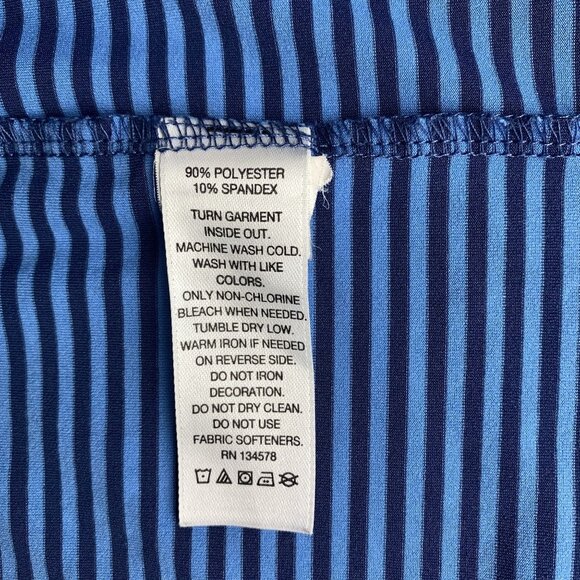 90% POLYESTER
10% SPANDEX
TURN GARMENT
INSIDE OUT.
MACHINE WASH COLD.
WASH WITH LIKE
COLORS.
ONLY NON-CHLORINE
BLEACH WHEN NEEDED.
TUMBLE DRY LOW.
WARM IRON IF NEEDED
ON REVERSE SIDE.
DO NOT IRON
DECORATION.
DO NOT DRY CLEAN.
DO NOT USE
FABRIC SOFTENERS.
RN 134578